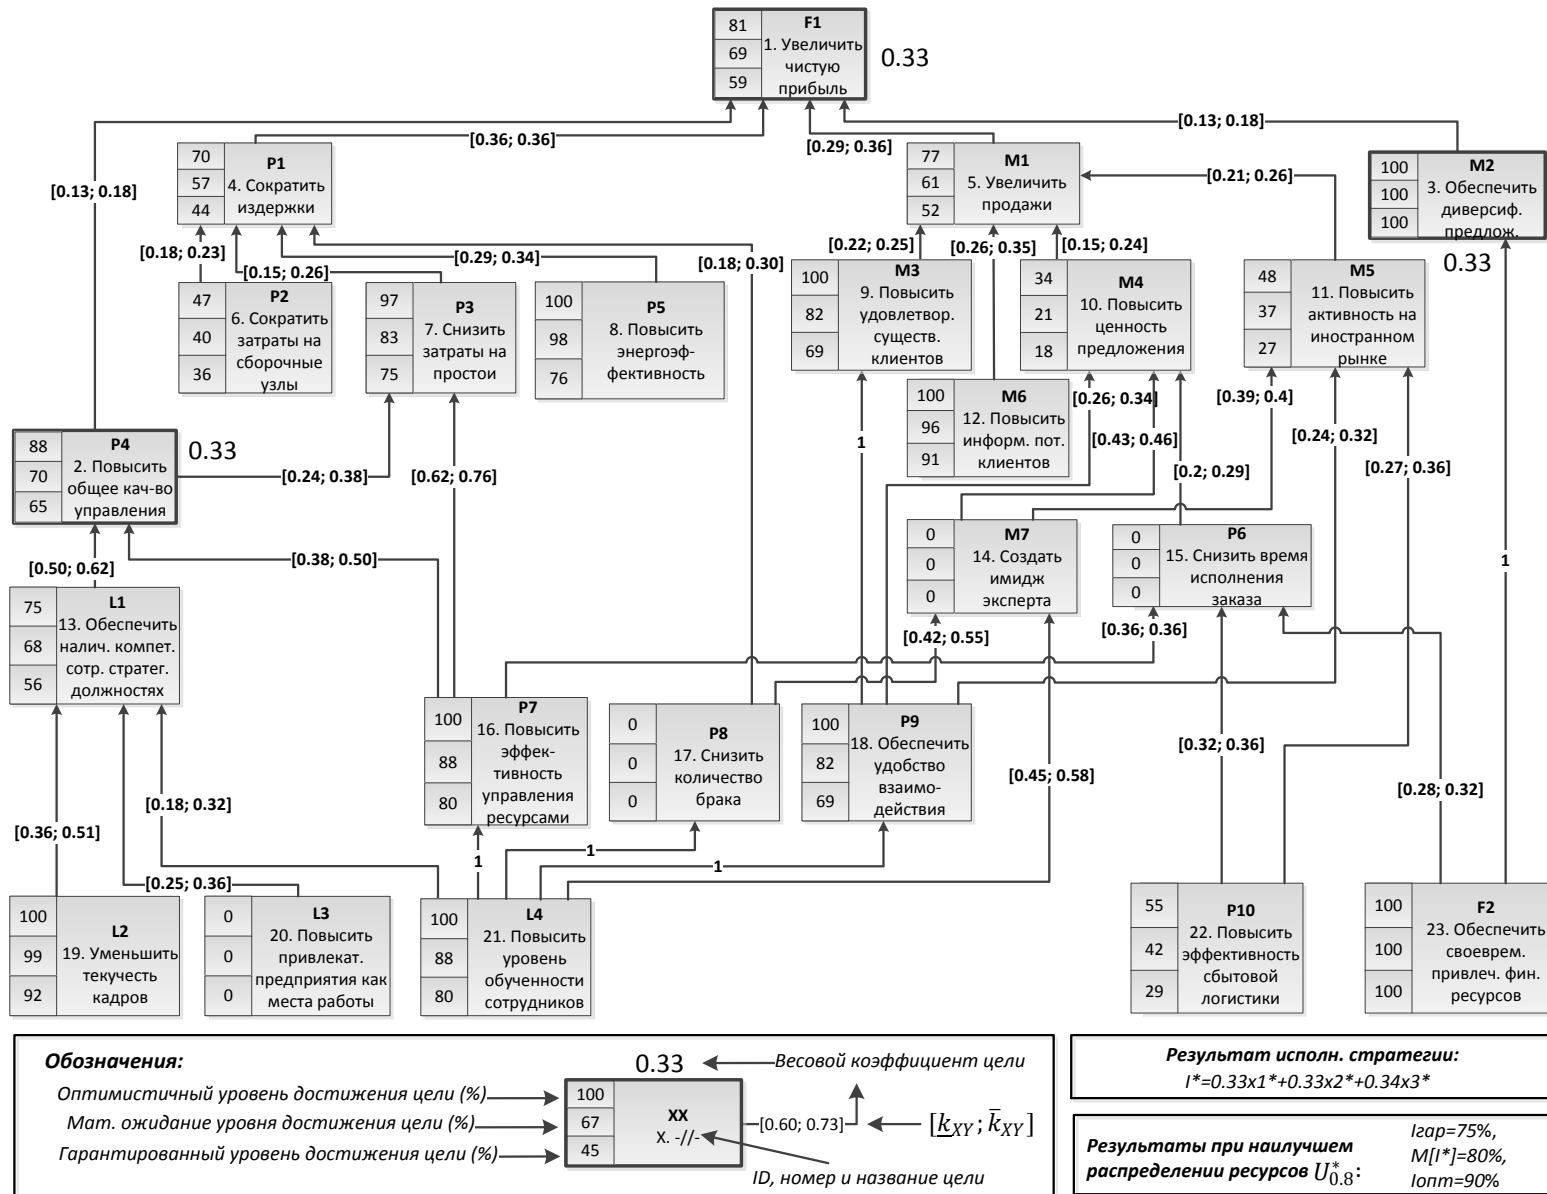 81
69
59
F1
1. Увеличить
чистую
прибыль
0.33
[0.13; 0.18]
[0.36; 0.36]
[0.29; 0.36]
[0.13; 0.18]
70
57
44
P1
4. Сократить
издержки
77
61
52
M1
5. Увеличить
продажи
[0.21; 0.26]
100
100
100
M2
3. Обеспечить
диверсиф.
предлож.
0.33
[0.18; 0.23]
[0.15; 0.26]
[0.29; 0.34]
[0.18; 0.30]
[0.22; 0.25]
[0.26; 0.35]
[0.15; 0.24]
47
40
36
P2
6. Сократить
затраты на
сборочные
узлы
97
83
75
P3
7. Снизить
затраты на
простои
100
98
76
P5
8. Повысить
энергоэф-
фективность
100
82
69
M3
9. Повысить
удовлетвор.
существ.
клиентов
34
21
18
M4
10. Повысить
ценность
предложения
48
37
27
M5
11. Повысить
активность на
иностранном
рынке
100
96
91
M6
12. Повысить
информ. пот.
клиентов
[0.26; 0.34]
[0.43; 0.46]
[0.2; 0.29]
[0.39; 0.4]
[0.24; 0.32]
[0.27; 0.36]
1
1
88
70
65
P4
2. Повысить
общее кач-во
управления
0.33
[0.24; 0.38]
[0.62; 0.76]
[0.50; 0.62]
[0.38; 0.50]
0
0
0
M7
14. Создать
имидж
эксперта
0
0
0
P6
15. Снизить время
исполнения
заказа
75
68
56
L1
13. Обеспечить
налич. компет.
сотр. стратег.
должностях
[0.42; 0.55]
[0.36; 0.36]
100
88
80
P7
16. Повысить
эффек-
тивность
управления
ресурсами
0
0
0
P8
17. Снизить
количество
брака
100
82
69
P9
18. Обеспечить
удобство
взаимо-
действия
[0.32; 0.36]
[0.45; 0.58]
[0.28; 0.32]
[0.18; 0.32]
[0.36; 0.51]
[0.25; 0.36]
1
1
1
100
99
92
L2
19. Уменьшить
текучесть
кадров
0
0
0
L3
20. Повысить
привлекат.
предприятия как
места работы
100
88
80
L4
21. Повысить
уровень
обученности
сотрудников
55
42
29
P10
22. Повысить
эффективность
сбытовой
логистики
100
100
100
F2
23. Обеспечить
своеврем.
привлеч. фин.
ресурсов
Обозначения:
0.33
Весовой коэффициент цели
Оптимистичный уровень достижения цели (%)
Мат. ожидание уровня достижения цели (%)
Гарантированный уровень достижения цели (%)
100
67
45
XX
X. -//-
[0.60; 0.73]
[k_XY; k̅_XY]
ID, номер и название цели
Результат исполн. стратегии:
I*=0.33x1*+0.33x2*+0.34x3*
Результаты при наилучшем
распределении ресурсов U*0.8:
Iгар=75%,
M[I*]=80%,
Iопт=90%